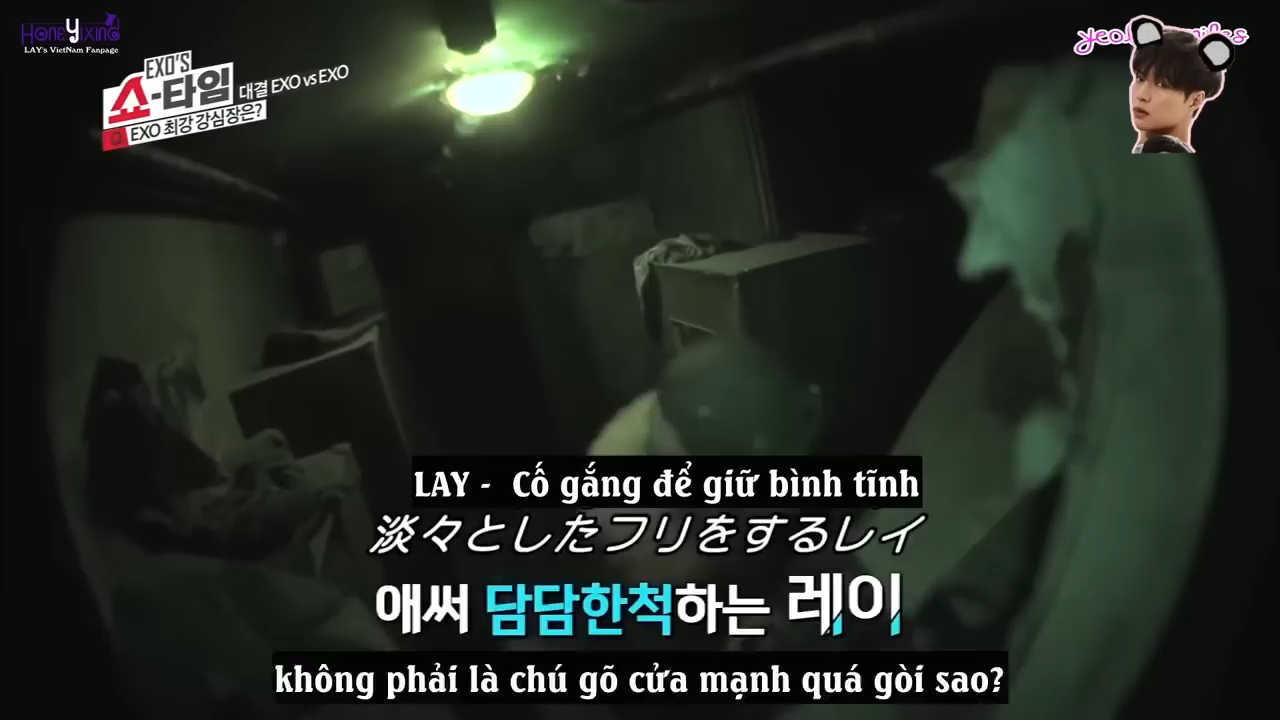 HONEYIXING
LAY's VietNam Fanpage
EXO'S
쇼-타임 대결 EXO vs EXO
Q. EXO 최강 강심장은?
LAY - Cố gắng để giữ bình tĩnh
淡々としたフリをするレイ
애써 담담한척하는 레이
không phải là chú gõ cửa mạnh quá gòi sao?